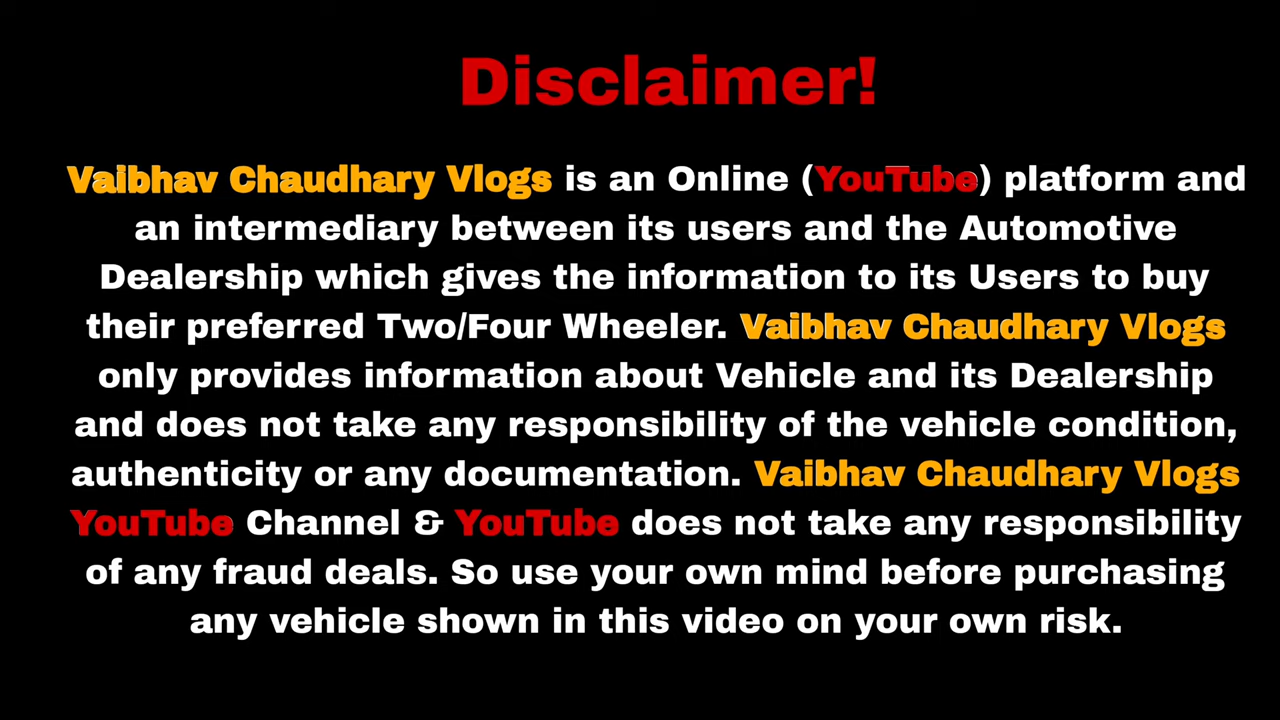 Disclaimer!
Vaibhav Chaudhary Vlogs is an Online (YouTube) platform and
an intermediary between its users and the Automotive
Dealership which gives the information to its Users to buy
their preferred Two/Four Wheeler. Vaibhav Chaudhary Vlogs
only provides information about Vehicle and its Dealership
and does not take any responsibility of the vehicle condition,
authenticity or any documentation. Vaibhav Chaudhary Vlogs
YouTube Channel & YouTube does not take any responsibility
of any fraud deals. So use your own mind before purchasing
any vehicle shown in this video on your own risk.